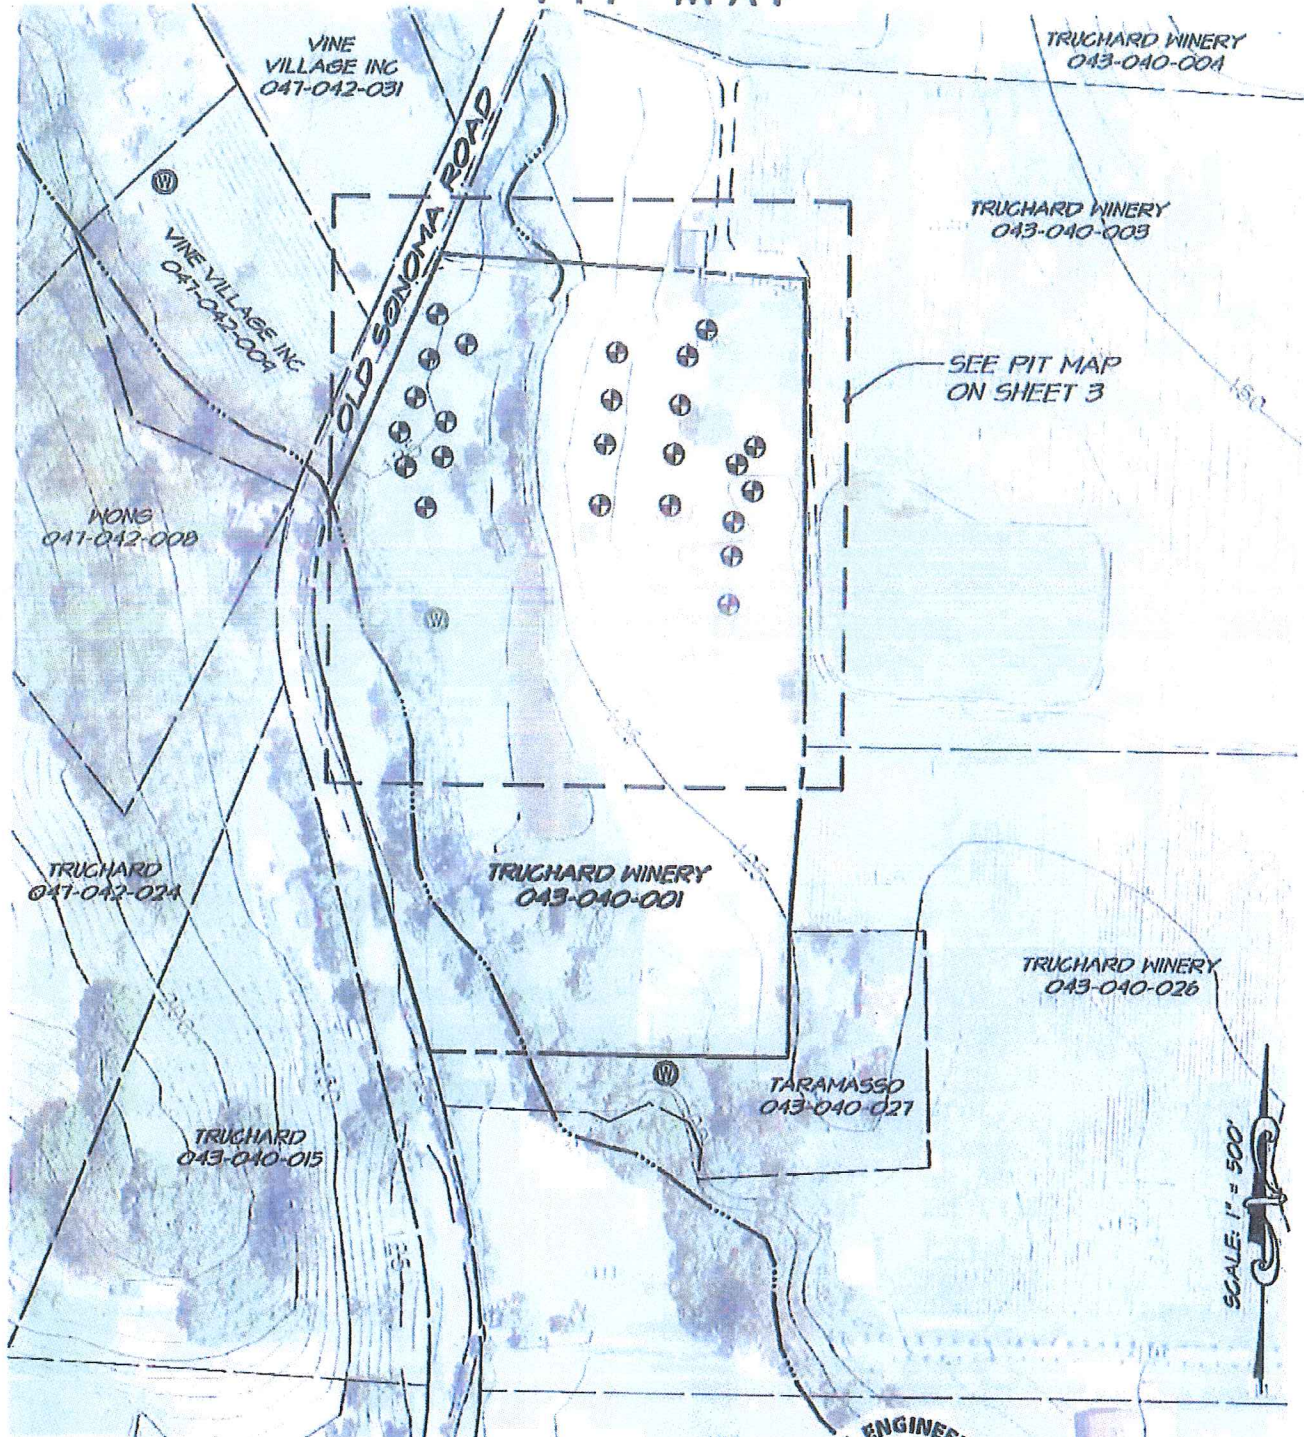 VINE
VILLAGE INC
047-042-031
TRUCHARD WINERY
043-040-004
OLD SONOMA ROAD
W
VINE VILLAGE INC
047-042-009
TRUCHARD WINERY
043-040-003
SEE PIT MAP
ON SHEET 3
180
WONG
047-042-008
W
TRUCHARD
047-042-024
TRUCHARD WINERY
043-040-001
TRUCHARD WINERY
043-040-026
W
TARAMASSO
043-040-027
TRUCHARD
043-040-015
SCALE: 1" = 500'